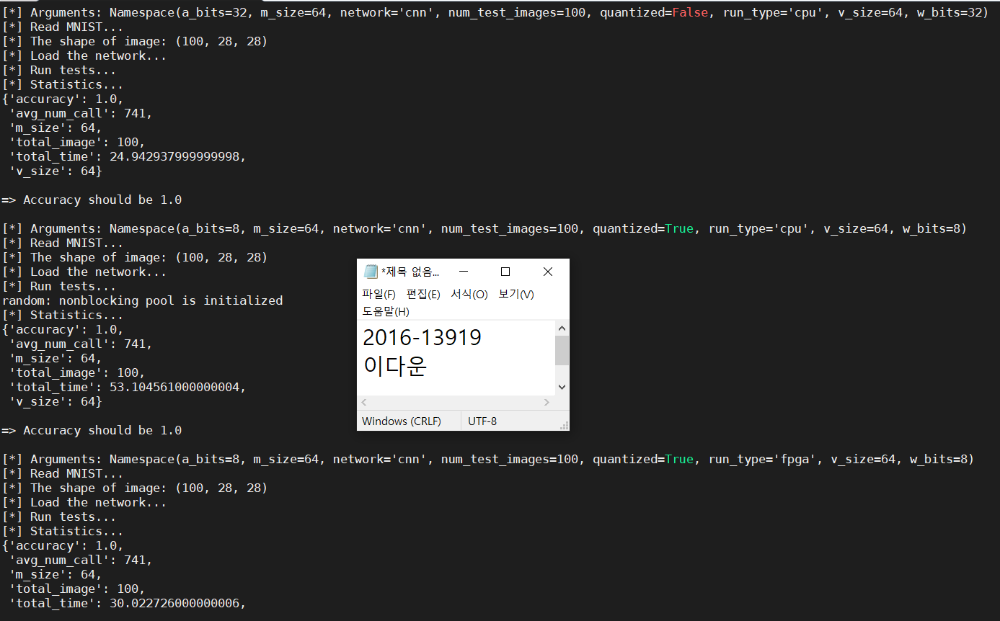 [*] Arguments: Namespace(a_bits=32, m_size=64, network='cnn', num_test_images=100, quantized=False, run_type='cpu', v_size=64, w_bits=32)
[*] Read MNIST...
[*] The shape of image: (100, 28, 28)
[*] Load the network...
[*] Run tests...
[*] Statistics...
{'accuracy': 1.0,
 'avg_num_call': 741,
 'm_size': 64,
 'total_image': 100,
 'total_time': 24.942937999999998,
 'v_size': 64}
=> Accuracy should be 1.0
[*] Arguments: Namespace(a_bits=8, m_size=64, network='cnn', num_test_images=100, quantized=True, run_type='cpu', v_size=64, w_bits=8)
[*] Read MNIST...
[*] The shape of image: (100, 28, 28)
[*] Load the network...
[*] Run tests...
random: nonblocking pool is initialized
[*] Statistics...
{'accuracy': 1.0,
 'avg_num_call': 741,
 'm_size': 64,
 'total_image': 100,
 'total_time': 53.104561000000004,
 'v_size': 64}
=> Accuracy should be 1.0
[*] Arguments: Namespace(a_bits=8, m_size=64, network='cnn', num_test_images=100, quantized=True, run_type='fpga', v_size=64, w_bits=8)
[*] Read MNIST...
[*] The shape of image: (100, 28, 28)
[*] Load the network...
[*] Run tests...
[*] Statistics...
{'accuracy': 1.0,
 'avg_num_call': 741,
 'm_size': 64,
 'total_image': 100,
 'total_time': 30.022726000000006,
*제목 없음...
파일(F) 편집(E) 서식(O) 보기(V)
도움말(H)
2016-13919
이다운
Windows (CRLF) UTF-8